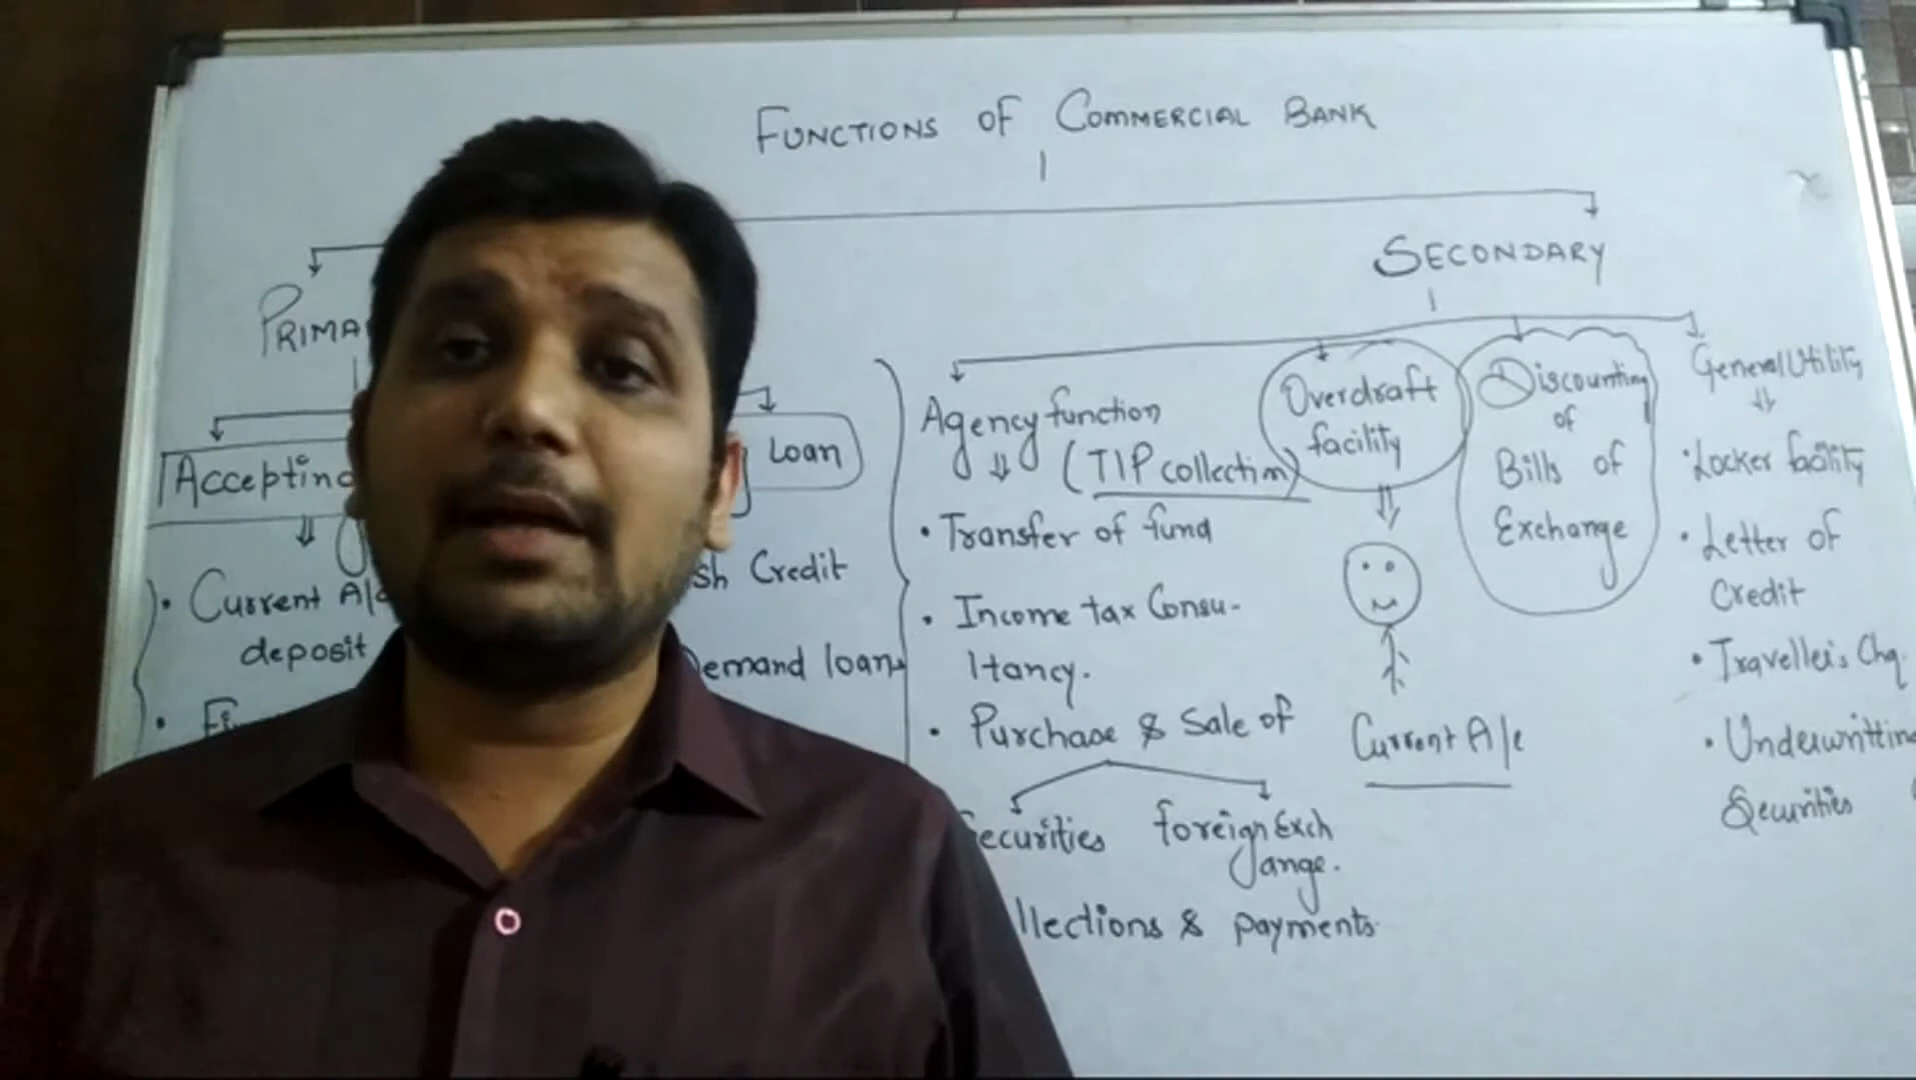 FUNCTIONS OF COMMERCIAL BANK
PRIMA
SECONDARY
Accepting
Loan
Current A/c
deposit
sh Credit
Demand loan
Agency function
(TIP collection)
• Transfer of fund
• Income tax Consu-
ltancy.
• Purchase & Sale of
Securities foreign Exch
ange.
llections & payments.
Overdraft
facility
Current A/c
Discounting
of
Bills of
Exchange
General Utility
• Locker facility
• Letter of
Credit
• Traveller's Chq.
• Underwritting
Securities